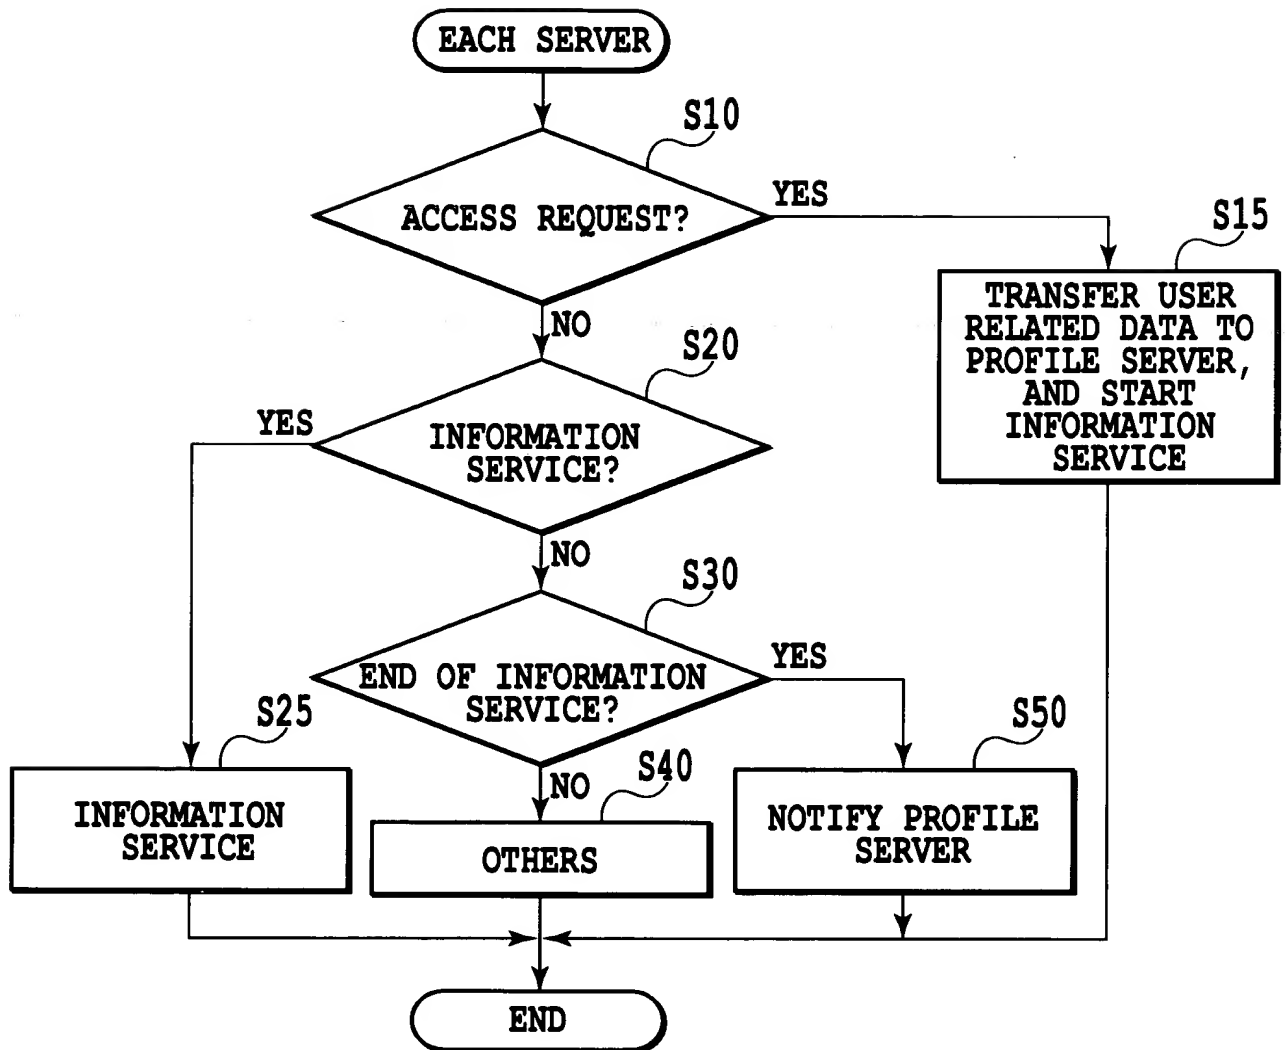 EACH SERVER
S10
ACCESS REQUEST?
YES
S15
TRANSFER USER
RELATED DATA TO
PROFILE SERVER,
AND START
INFORMATION
SERVICE
NO
S20
YES
INFORMATION
SERVICE?
NO
S30
END OF INFORMATION
SERVICE?
YES
S25
INFORMATION
SERVICE
NO
S40
OTHERS
S50
NOTIFY PROFILE
SERVER
END